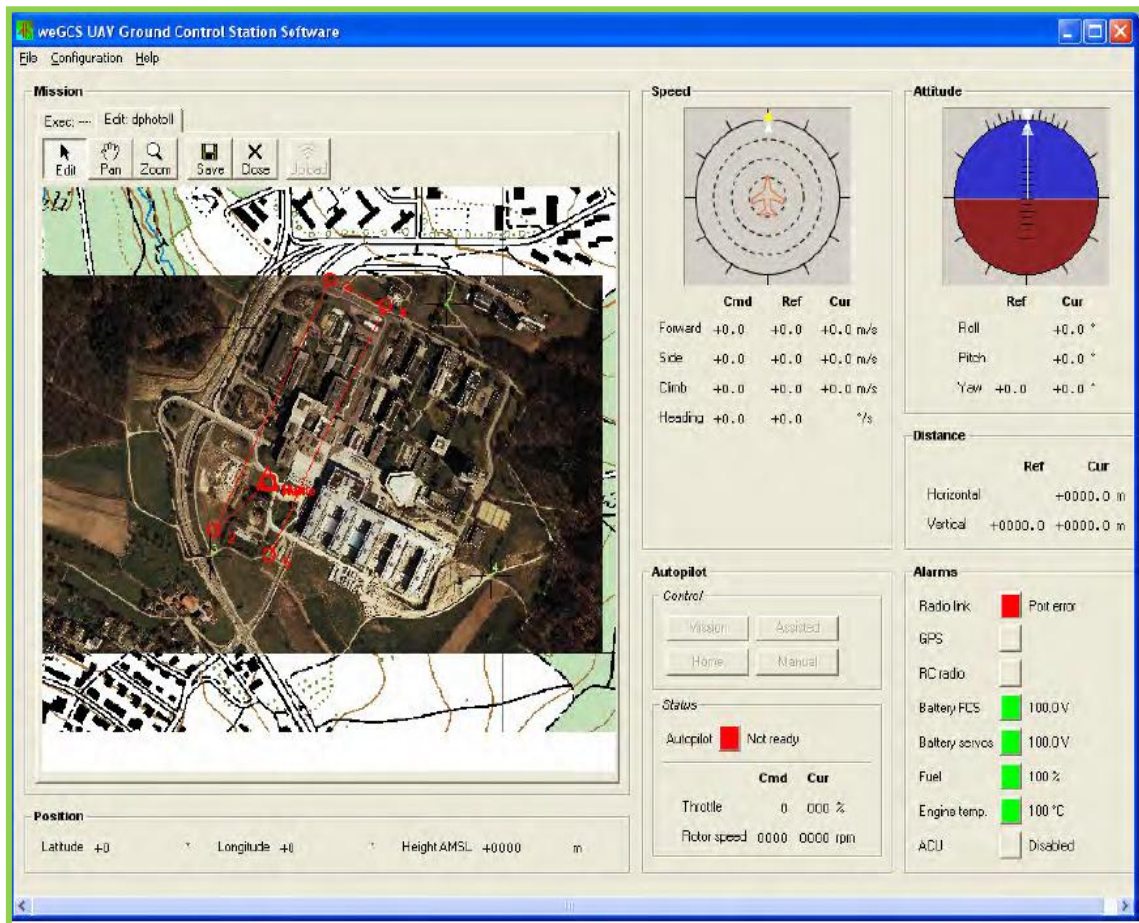 weGCS UAV Ground Control Station Software
File Configuration Help
Mission
Exec: --- Edit: dphotoII
Edit Pan Zoom Save Close Upload
Position
Latitude +0 ° Longitude +0 ° Height AMSL +0000 m
Speed
Cmd Ref Cur
Forward +0.0 +0.0 +0.0 m/s
Side +0.0 +0.0 +0.0 m/s
Climb +0.0 +0.0 +0.0 m/s
Heading +0.0 +0.0 °/s
Attitude
Ref Cur
Roll +0.0 °
Pitch +0.0 °
Yaw +0.0 +0.0 °
Distance
Ref Cur
Horizontal +0000.0 m
Vertical +0000.0 +0000.0 m
Autopilot
Control
Mission Assisted
Home Manual
Status
Autopilot Not ready
Cmd Cur
Throttle 0 000 %
Rotor speed 0000 0000 rpm
Alarms
Radio link Port error
GPS
RC radio
Battery FCS 100.0 V
Battery servos 100.0 V
Fuel 100 %
Engine temp. 100 °C
ACU Disabled